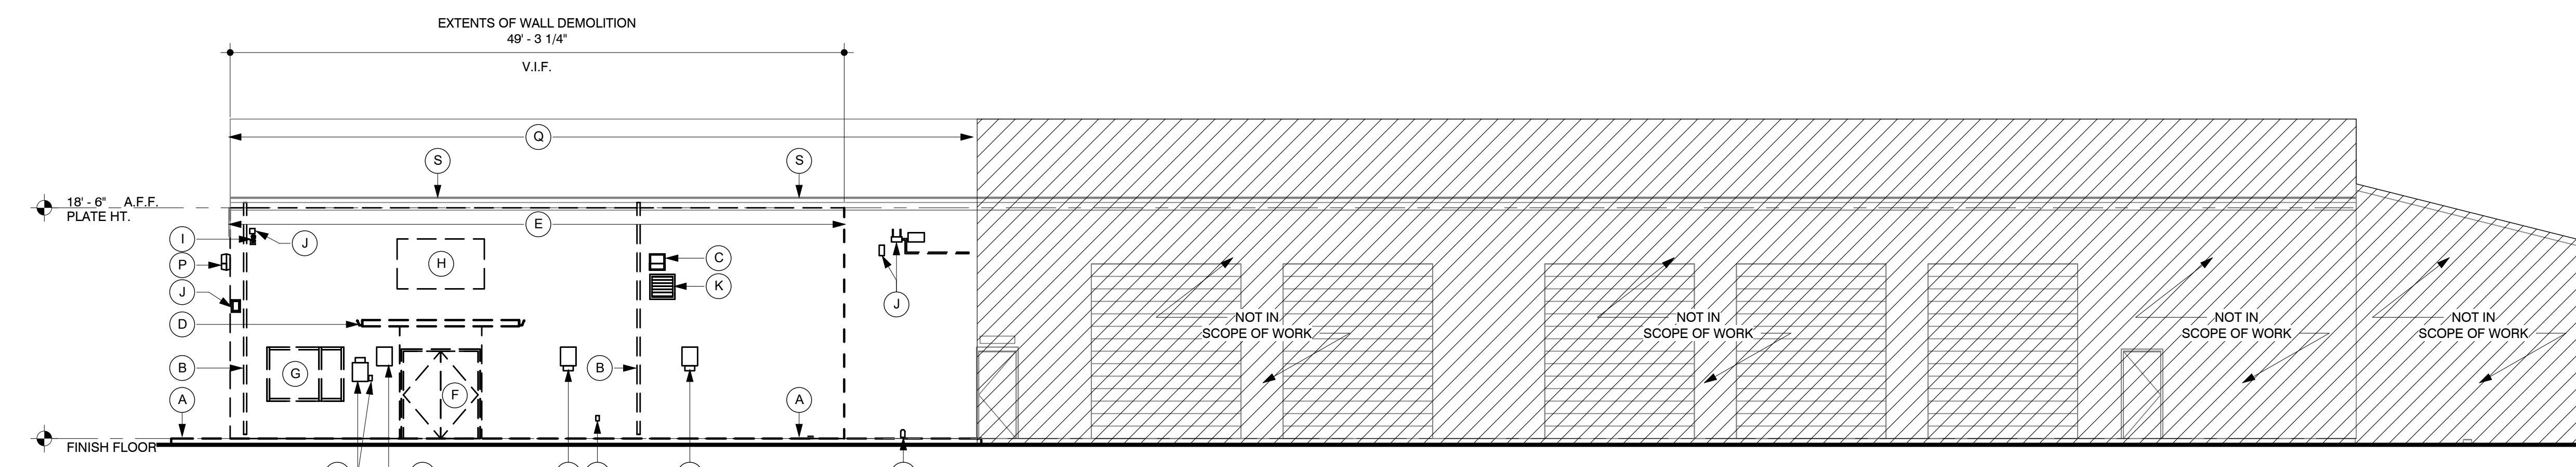 EXTENTS OF WALL DEMOLITION
49' - 3 1/4"
V.I.F.
Q
S
S
18' - 6" A.F.F.
PLATE HT.
E
I
J
P
H
C
J
K
J
D
NOT IN
SCOPE OF WORK
NOT IN
SCOPE OF WORK
NOT IN
SCOPE OF WORK
NOT IN
SCOPE OF WORK
B
G
B
F
A
A
FINISH FLOOR